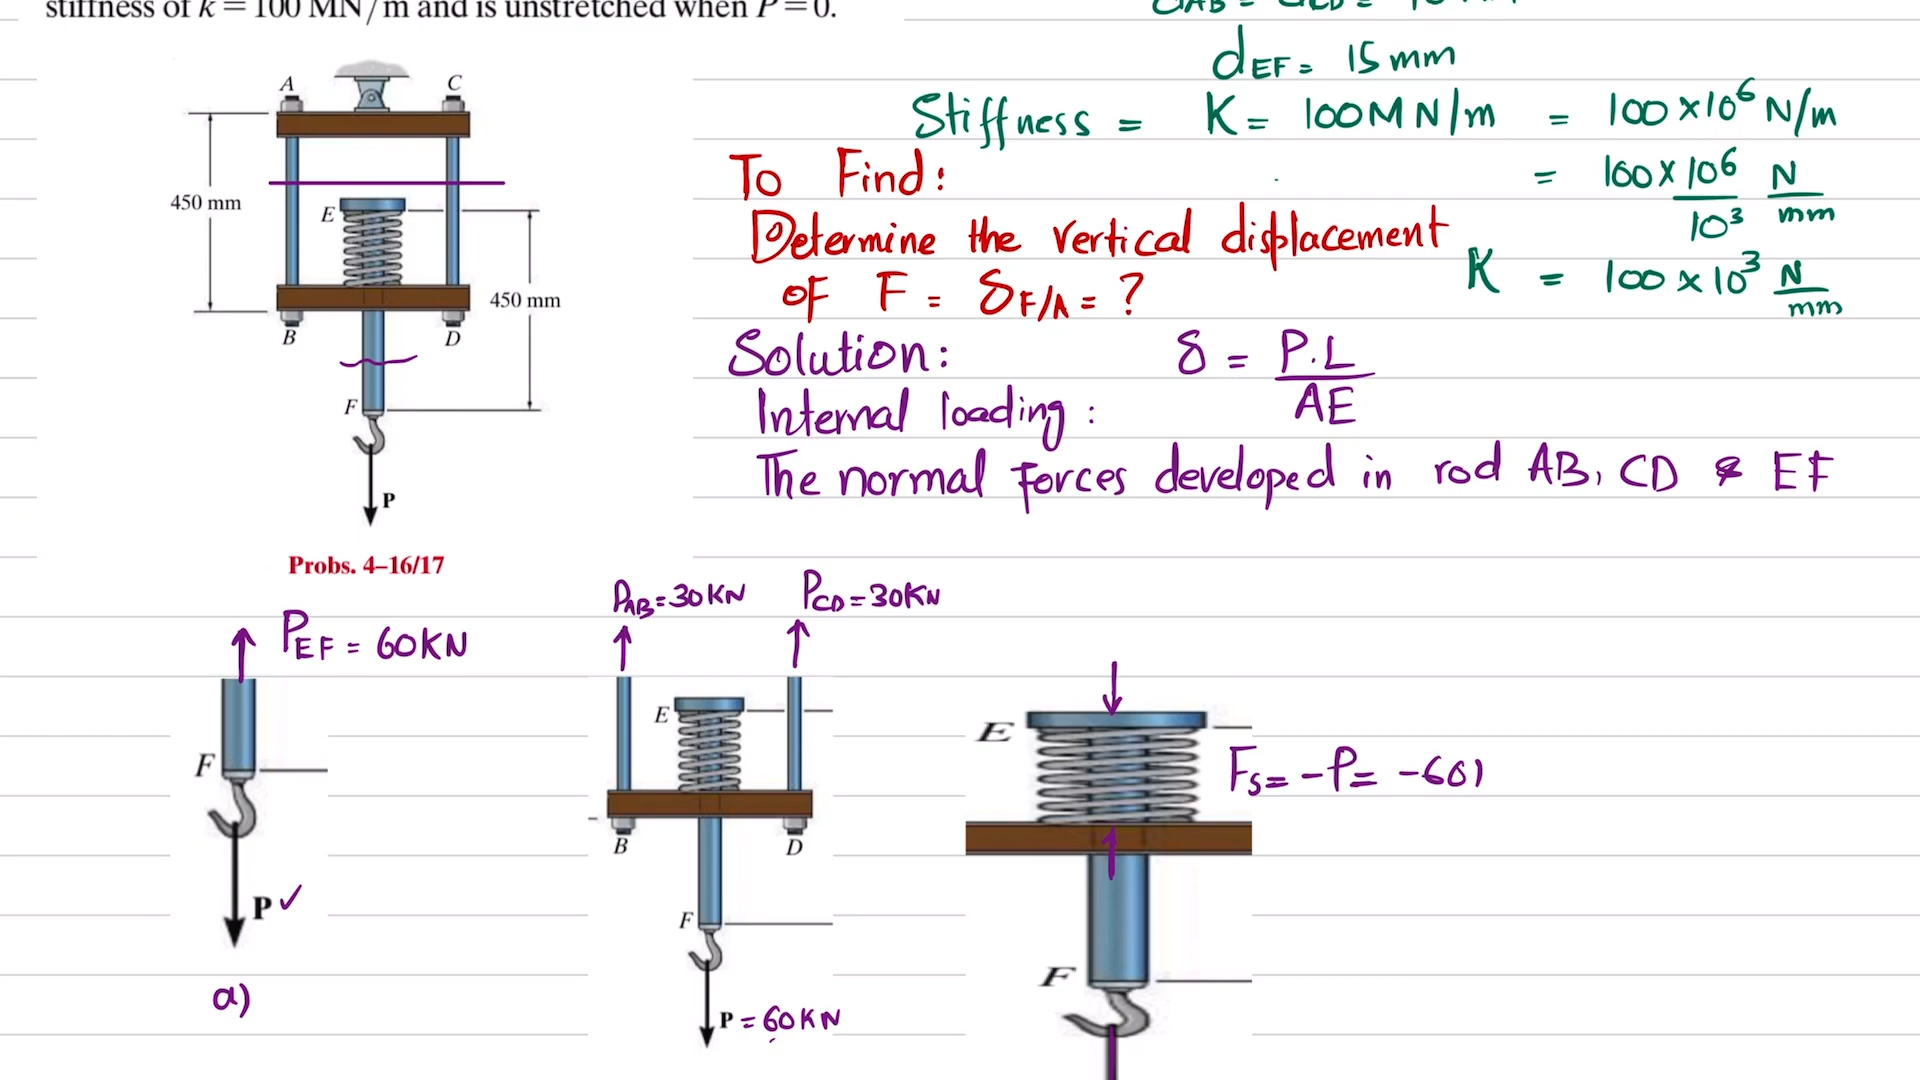 stiffness of k = 100 MN/m and is unstretched when P = 0.
dEF = 15 mm
Stiffness = K = 100 MN/m = 100 × 10⁶ N/m
= 100 × 10⁶ / 10³ N/mm
K = 100 × 10³ N/mm
To Find:
Determine the vertical displacement
of F = δF/A = ?
Solution: δ = P.L / AE
Internal loading:
The normal forces developed in rod AB, CD & EF
A C
450 mm
E
450 mm
B D
F
P
Probs. 4–16/17
PEF = 60KN
F
P ✓
a)
PAB = 30KN PCD = 30KN
E
B D
F
P = 60KN
E
Fs = -P = -60
F